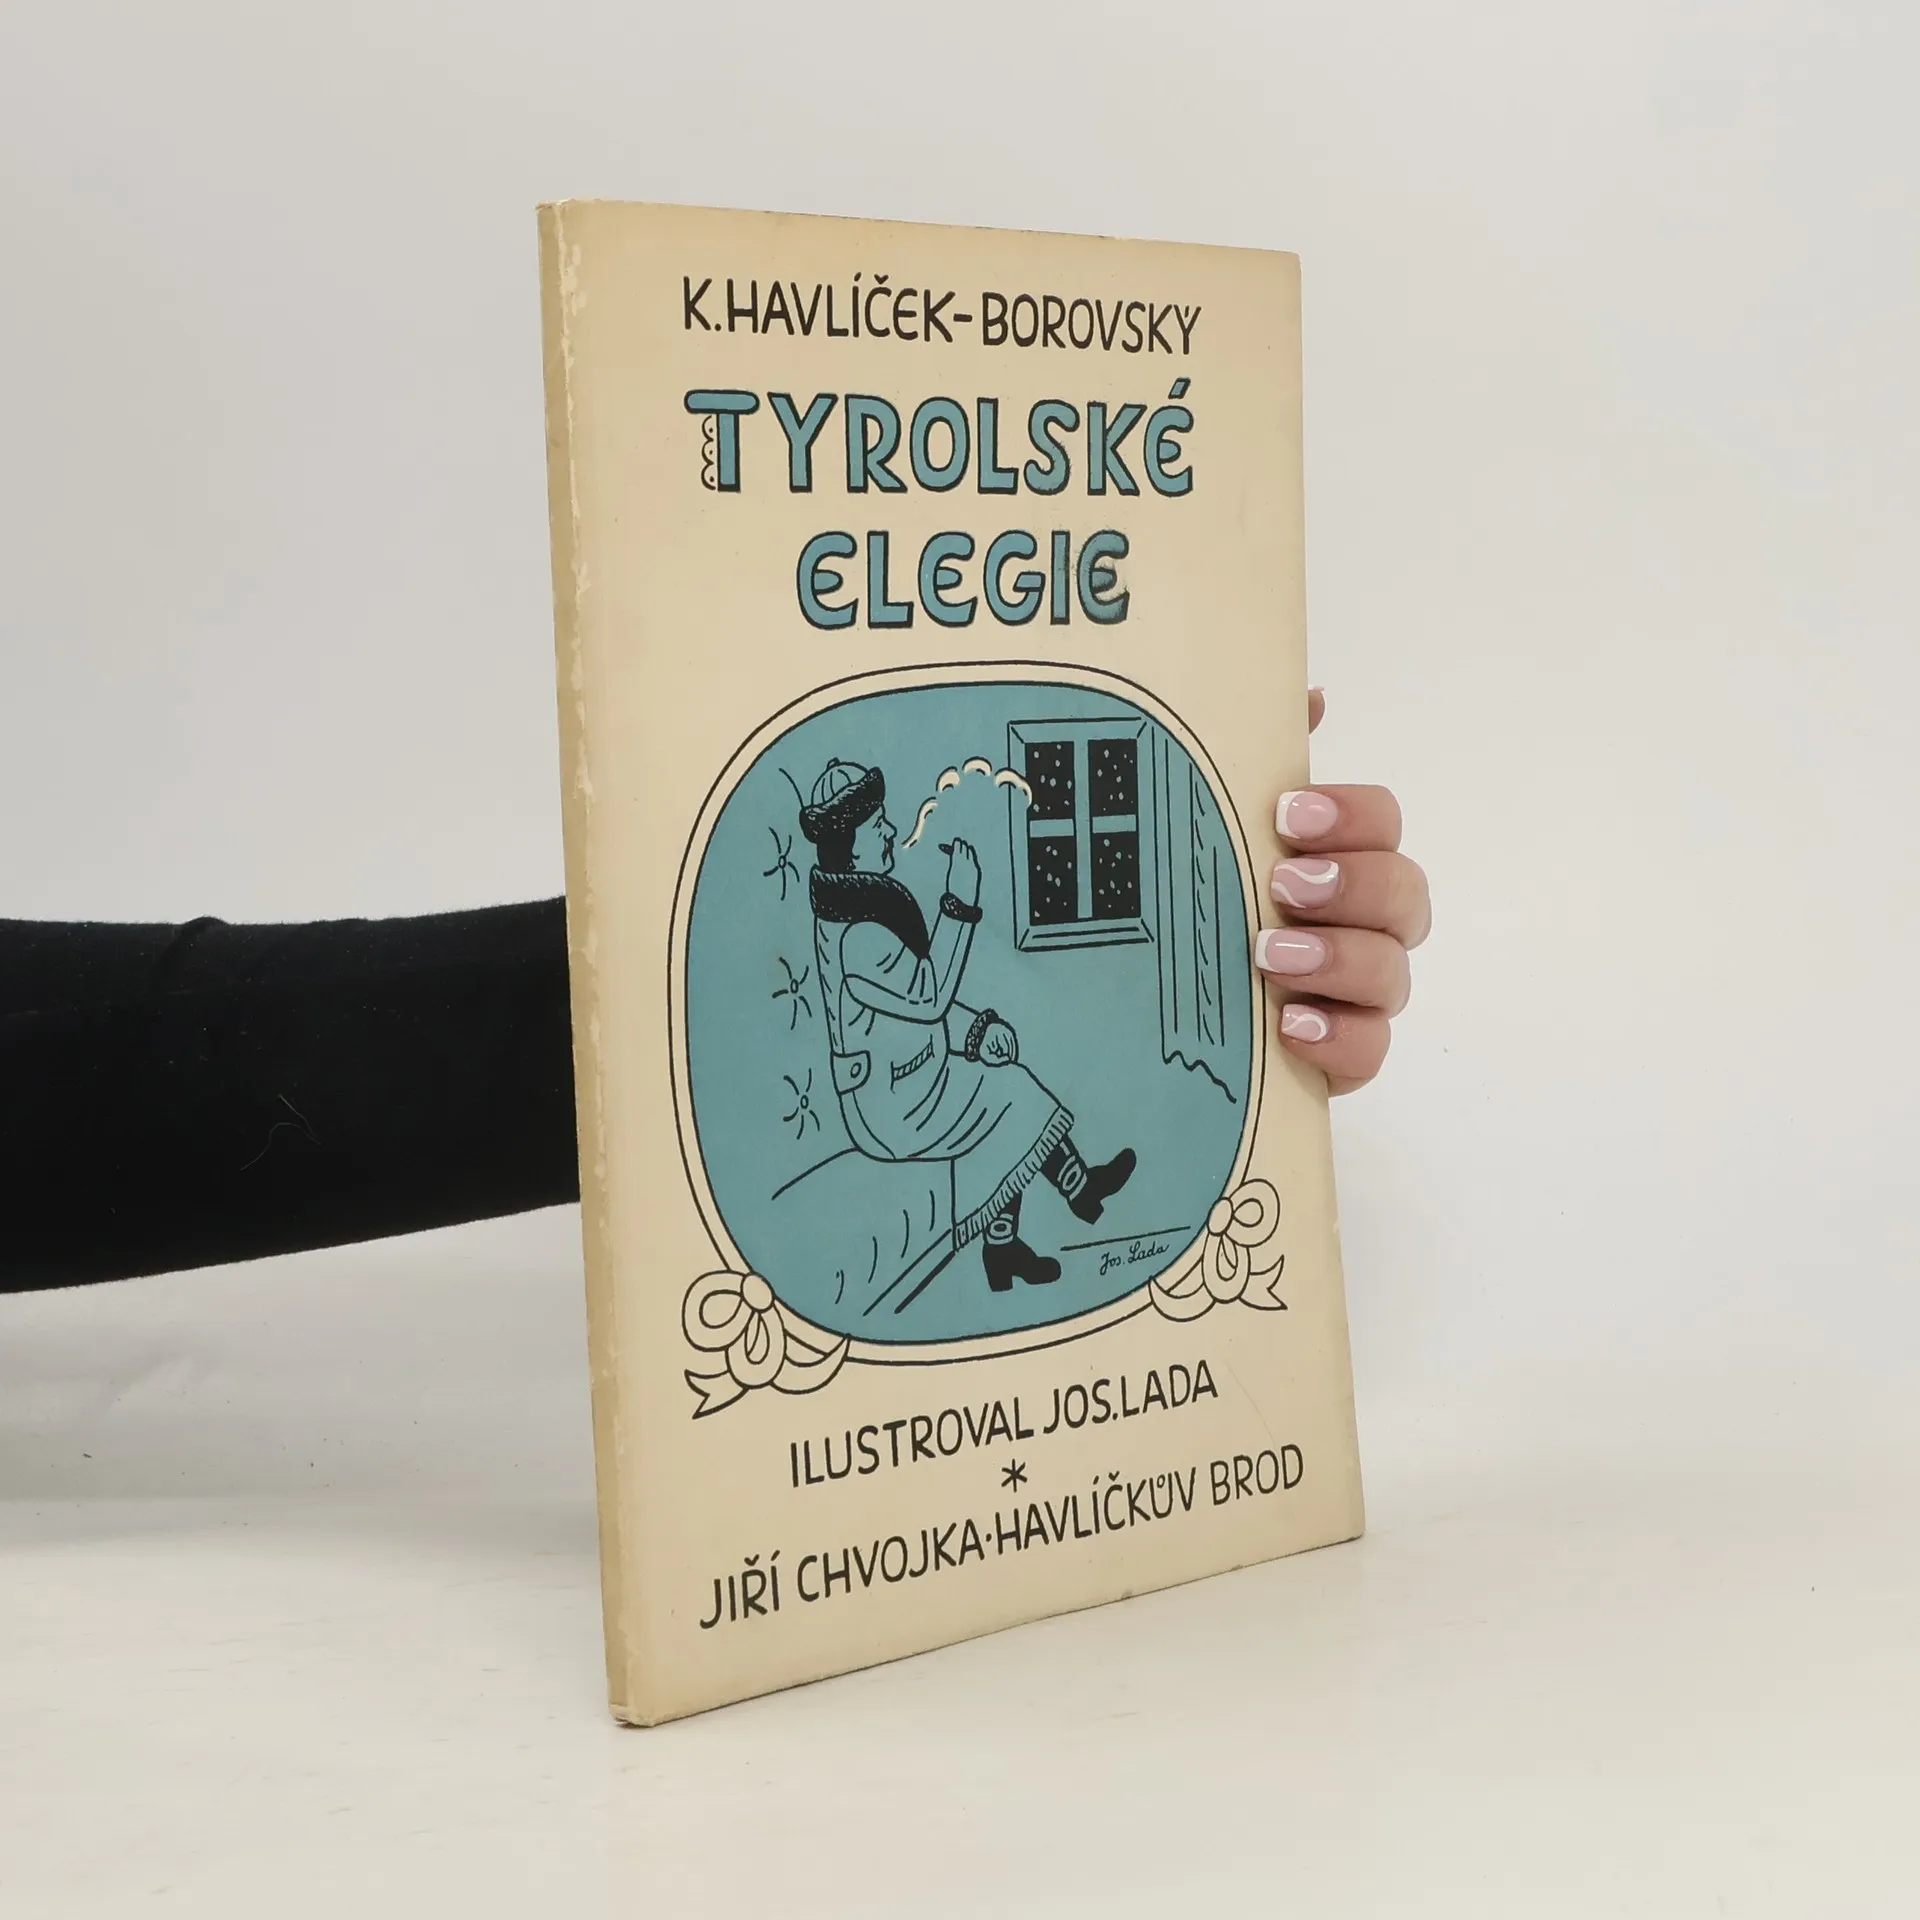 K.HAVLÍČEK-BOROVSKÝ
TYROLSKÉ
ELEGIE
Jos. Lada
ILUSTROVAL JOS.LADA
*
JIŘÍ CHVOJKA·HAVLÍČKŮV BROD